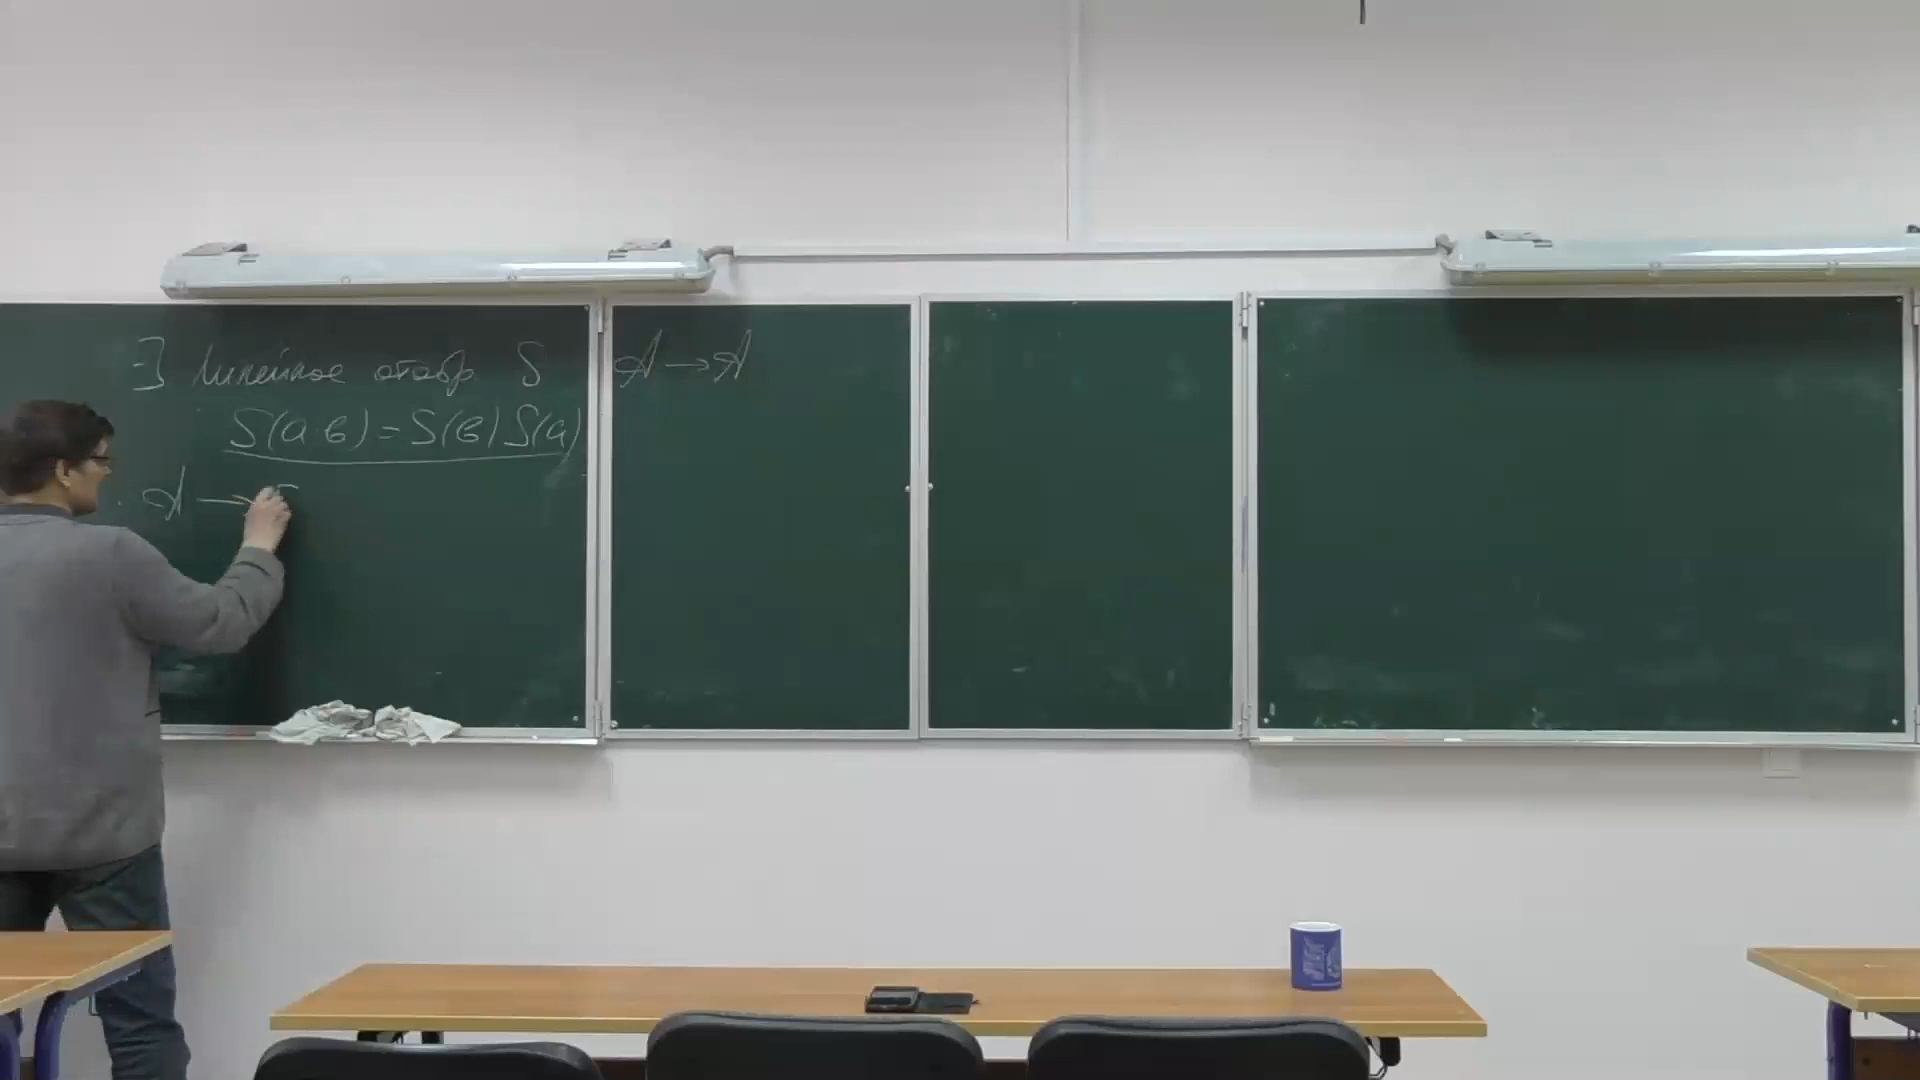 ∃ линейное отобр S 𝒜 → 𝒜
S(a·b) = S(b) S(a)
· 𝒜 →